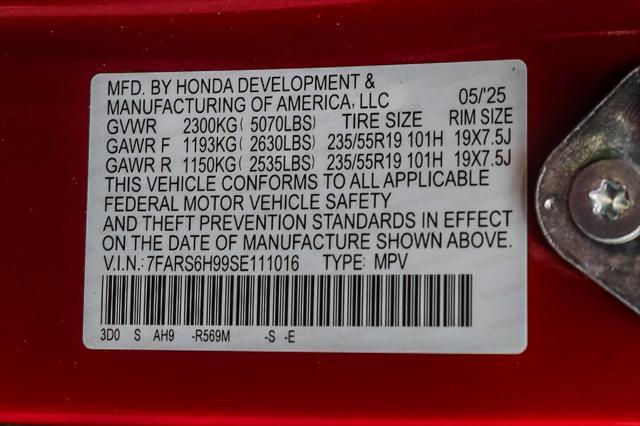 MFD. BY HONDA DEVELOPMENT &
MANUFACTURING OF AMERICA, LLC 05/'25
GVWR 2300KG( 5070LBS) TIRE SIZE RIM SIZE
GAWR F 1193KG( 2630LBS) 235/55R19 101H 19X7.5J
GAWR R 1150KG( 2535LBS) 235/55R19 101H 19X7.5J
THIS VEHICLE CONFORMS TO ALL APPLICABLE
FEDERAL MOTOR VEHICLE SAFETY
AND THEFT PREVENTION STANDARDS IN EFFECT
ON THE DATE OF MANUFACTURE SHOWN ABOVE.
V.I.N.: 7FARS6H99SE111016 TYPE: MPV
3D0 S AH9 -R569M -S -E